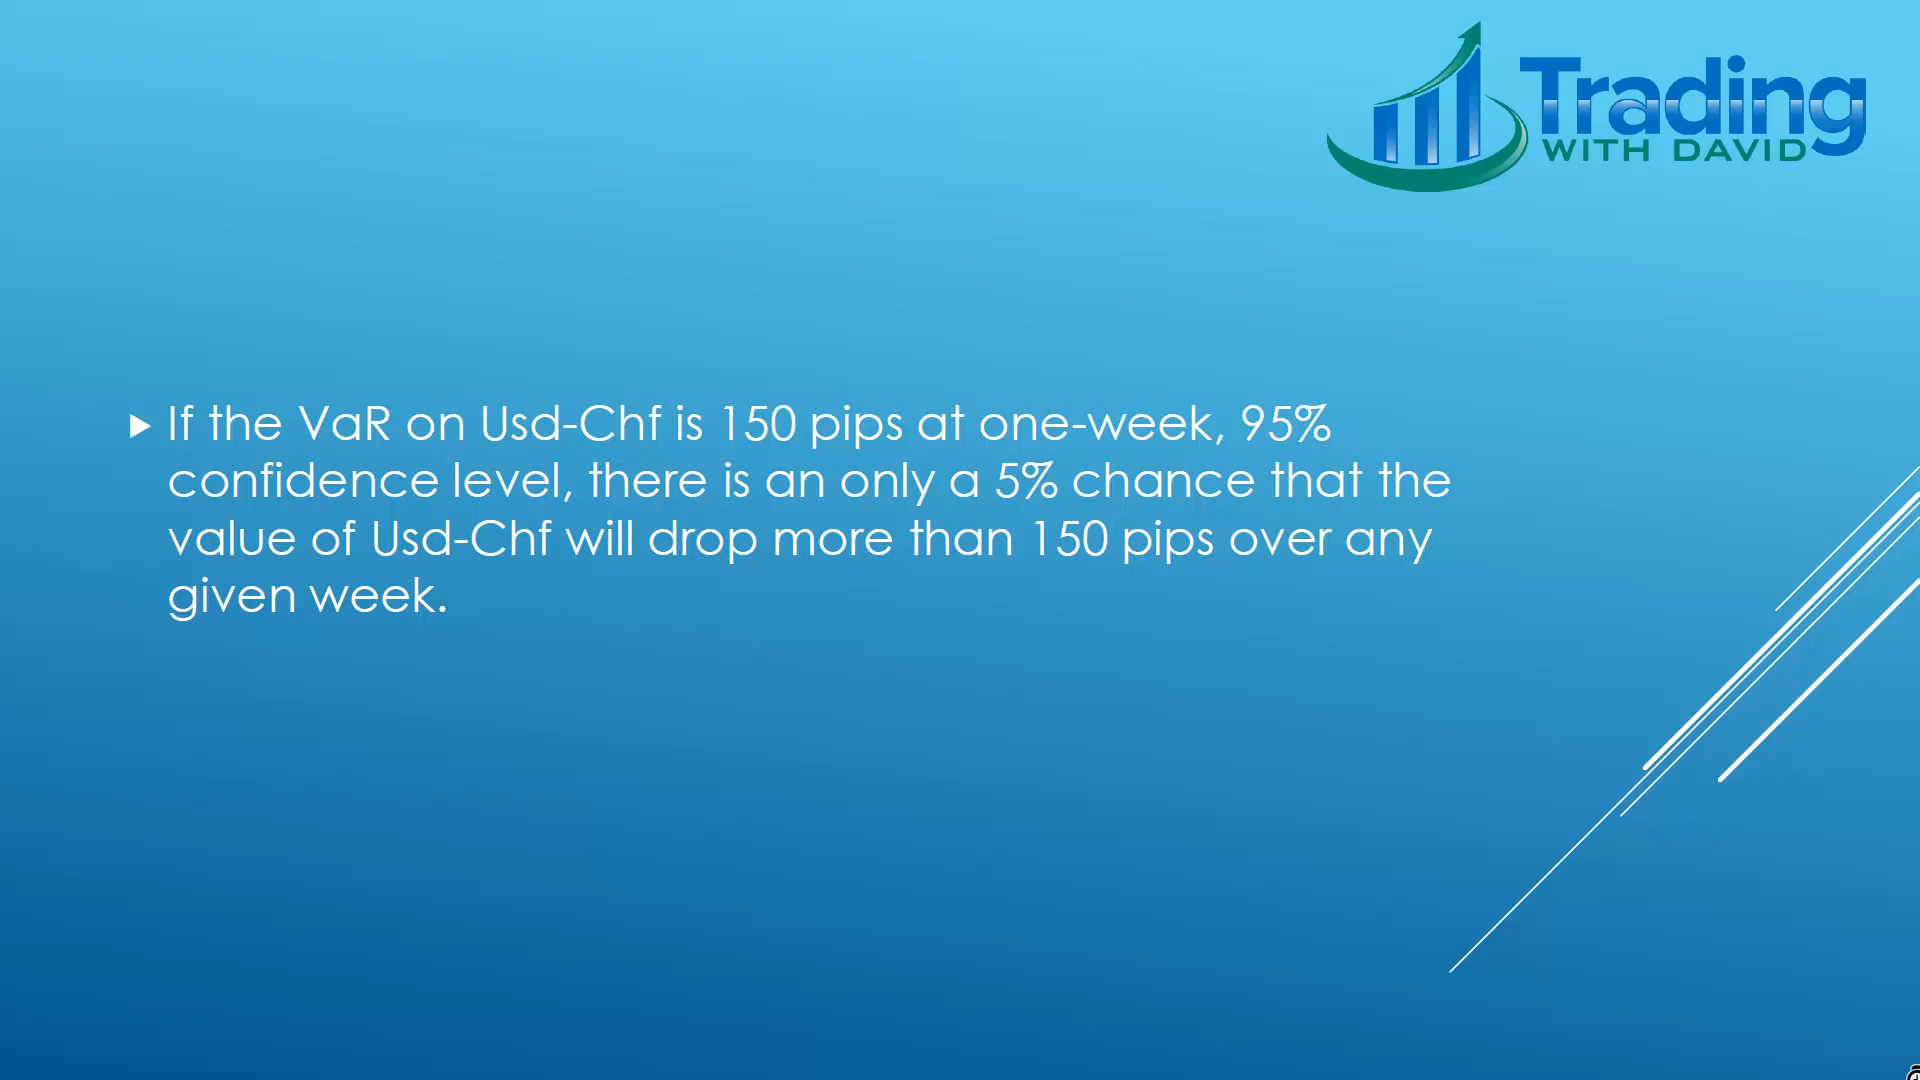 Trading
WITH DAVID
If the VaR on Usd-Chf is 150 pips at one-week, 95%
confidence level, there is an only a 5% chance that the
value of Usd-Chf will drop more than 150 pips over any
given week.